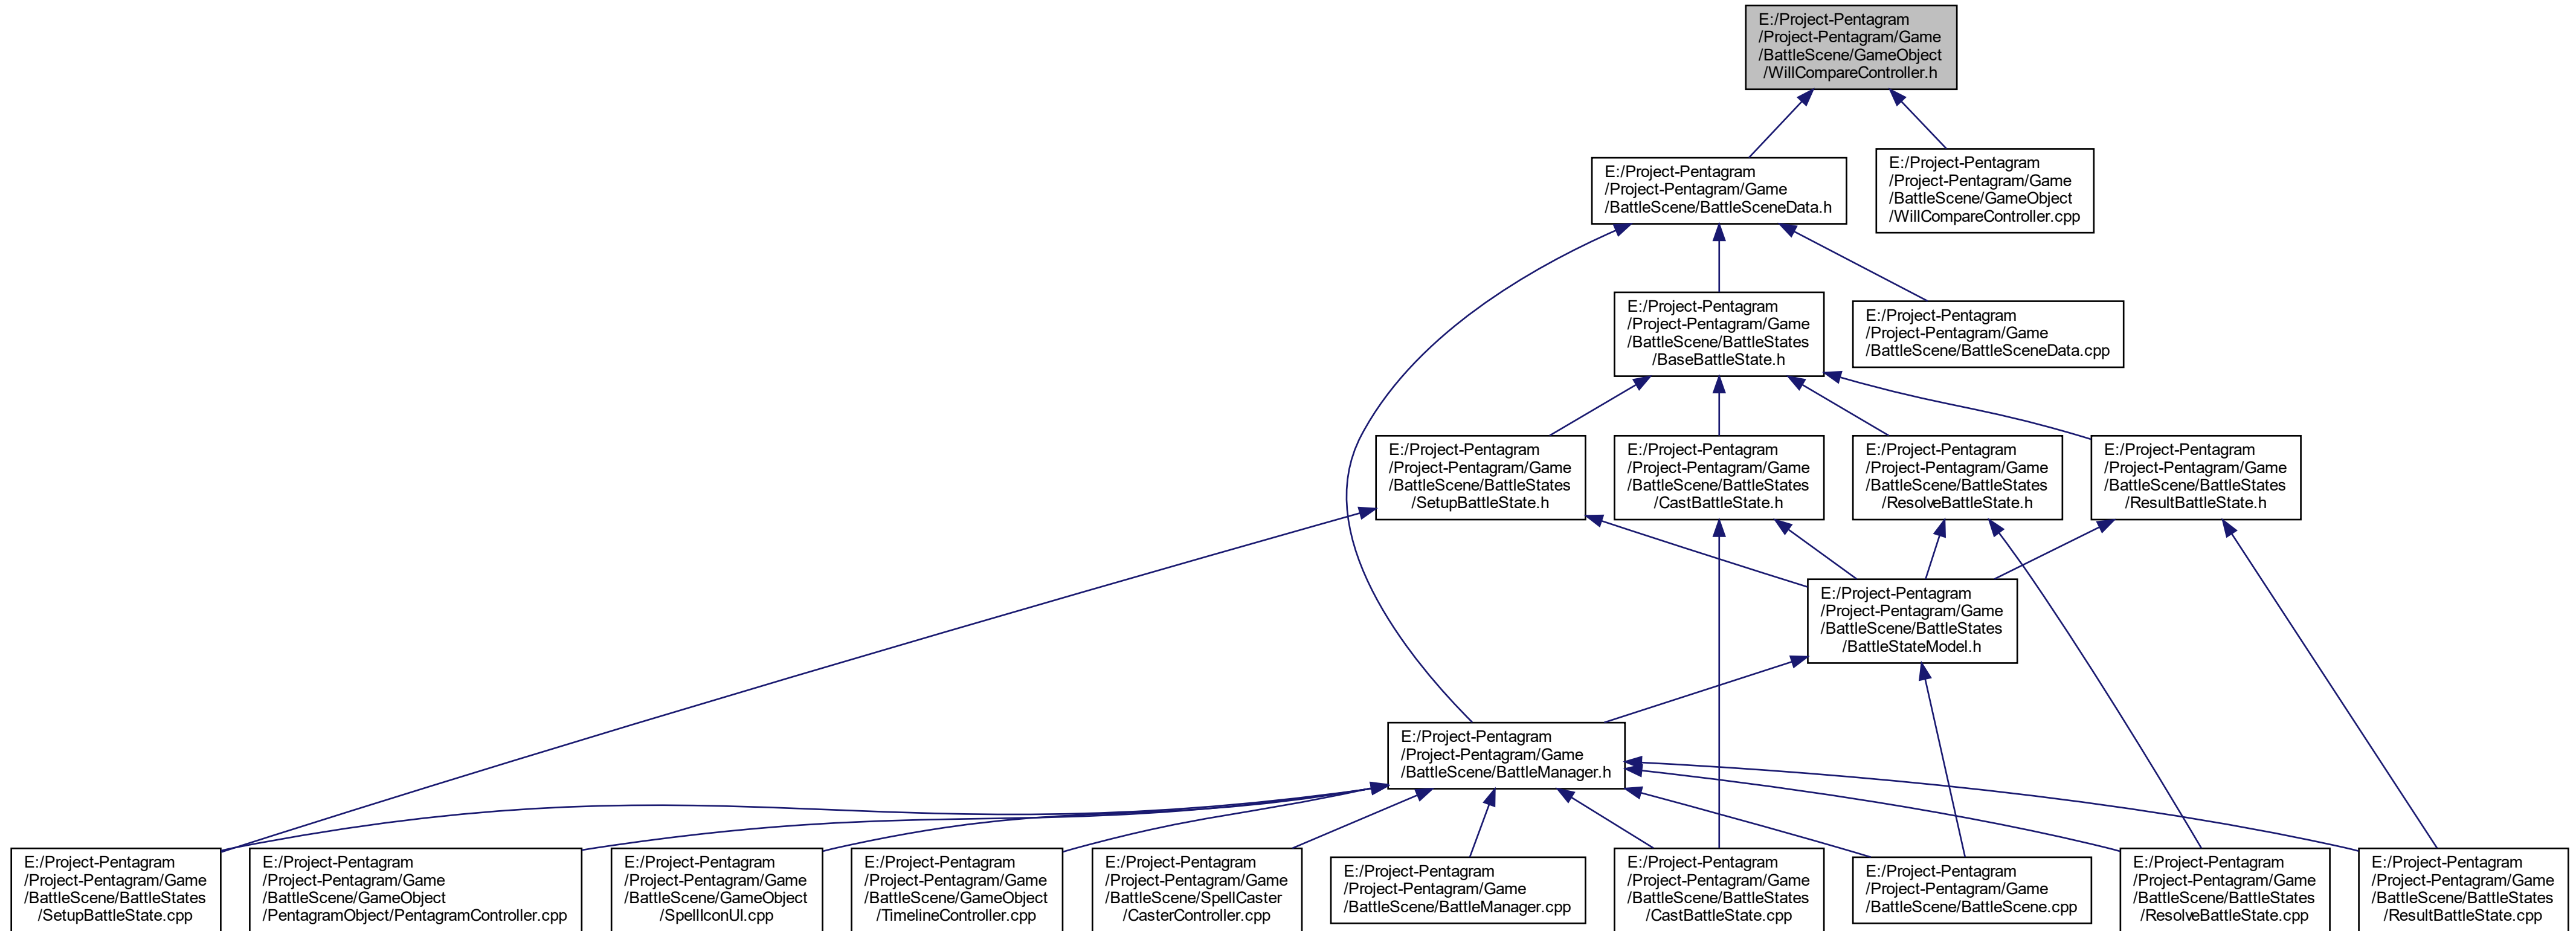 E:/Project-Pentagram
/Project-Pentagram/Game
/BattleScene/GameObject
/WillCompareController.h
E:/Project-Pentagram
/Project-Pentagram/Game
/BattleScene/BattleSceneData.h
E:/Project-Pentagram
/Project-Pentagram/Game
/BattleScene/GameObject
/WillCompareController.cpp
E:/Project-Pentagram
/Project-Pentagram/Game
/BattleScene/BattleStates
/BaseBattleState.h
E:/Project-Pentagram
/Project-Pentagram/Game
/BattleScene/BattleSceneData.cpp
E:/Project-Pentagram
/Project-Pentagram/Game
/BattleScene/BattleStates
/SetupBattleState.h
E:/Project-Pentagram
/Project-Pentagram/Game
/BattleScene/BattleStates
/CastBattleState.h
E:/Project-Pentagram
/Project-Pentagram/Game
/BattleScene/BattleStates
/ResolveBattleState.h
E:/Project-Pentagram
/Project-Pentagram/Game
/BattleScene/BattleStates
/ResultBattleState.h
E:/Project-Pentagram
/Project-Pentagram/Game
/BattleScene/BattleStates
/BattleStateModel.h
E:/Project-Pentagram
/Project-Pentagram/Game
/BattleScene/BattleManager.h
E:/Project-Pentagram
/Project-Pentagram/Game
/BattleScene/BattleStates
/SetupBattleState.cpp
E:/Project-Pentagram
/Project-Pentagram/Game
/BattleScene/GameObject
/PentagramObject/PentagramController.cpp
E:/Project-Pentagram
/Project-Pentagram/Game
/BattleScene/GameObject
/SpellIconUI.cpp
E:/Project-Pentagram
/Project-Pentagram/Game
/BattleScene/GameObject
/TimelineController.cpp
E:/Project-Pentagram
/Project-Pentagram/Game
/BattleScene/SpellCaster
/CasterController.cpp
E:/Project-Pentagram
/Project-Pentagram/Game
/BattleScene/BattleManager.cpp
E:/Project-Pentagram
/Project-Pentagram/Game
/BattleScene/BattleStates
/CastBattleState.cpp
E:/Project-Pentagram
/Project-Pentagram/Game
/BattleScene/BattleScene.cpp
E:/Project-Pentagram
/Project-Pentagram/Game
/BattleScene/BattleStates
/ResolveBattleState.cpp
E:/Project-Pentagram
/Project-Pentagram/Game
/BattleScene/BattleStates
/ResultBattleState.cpp